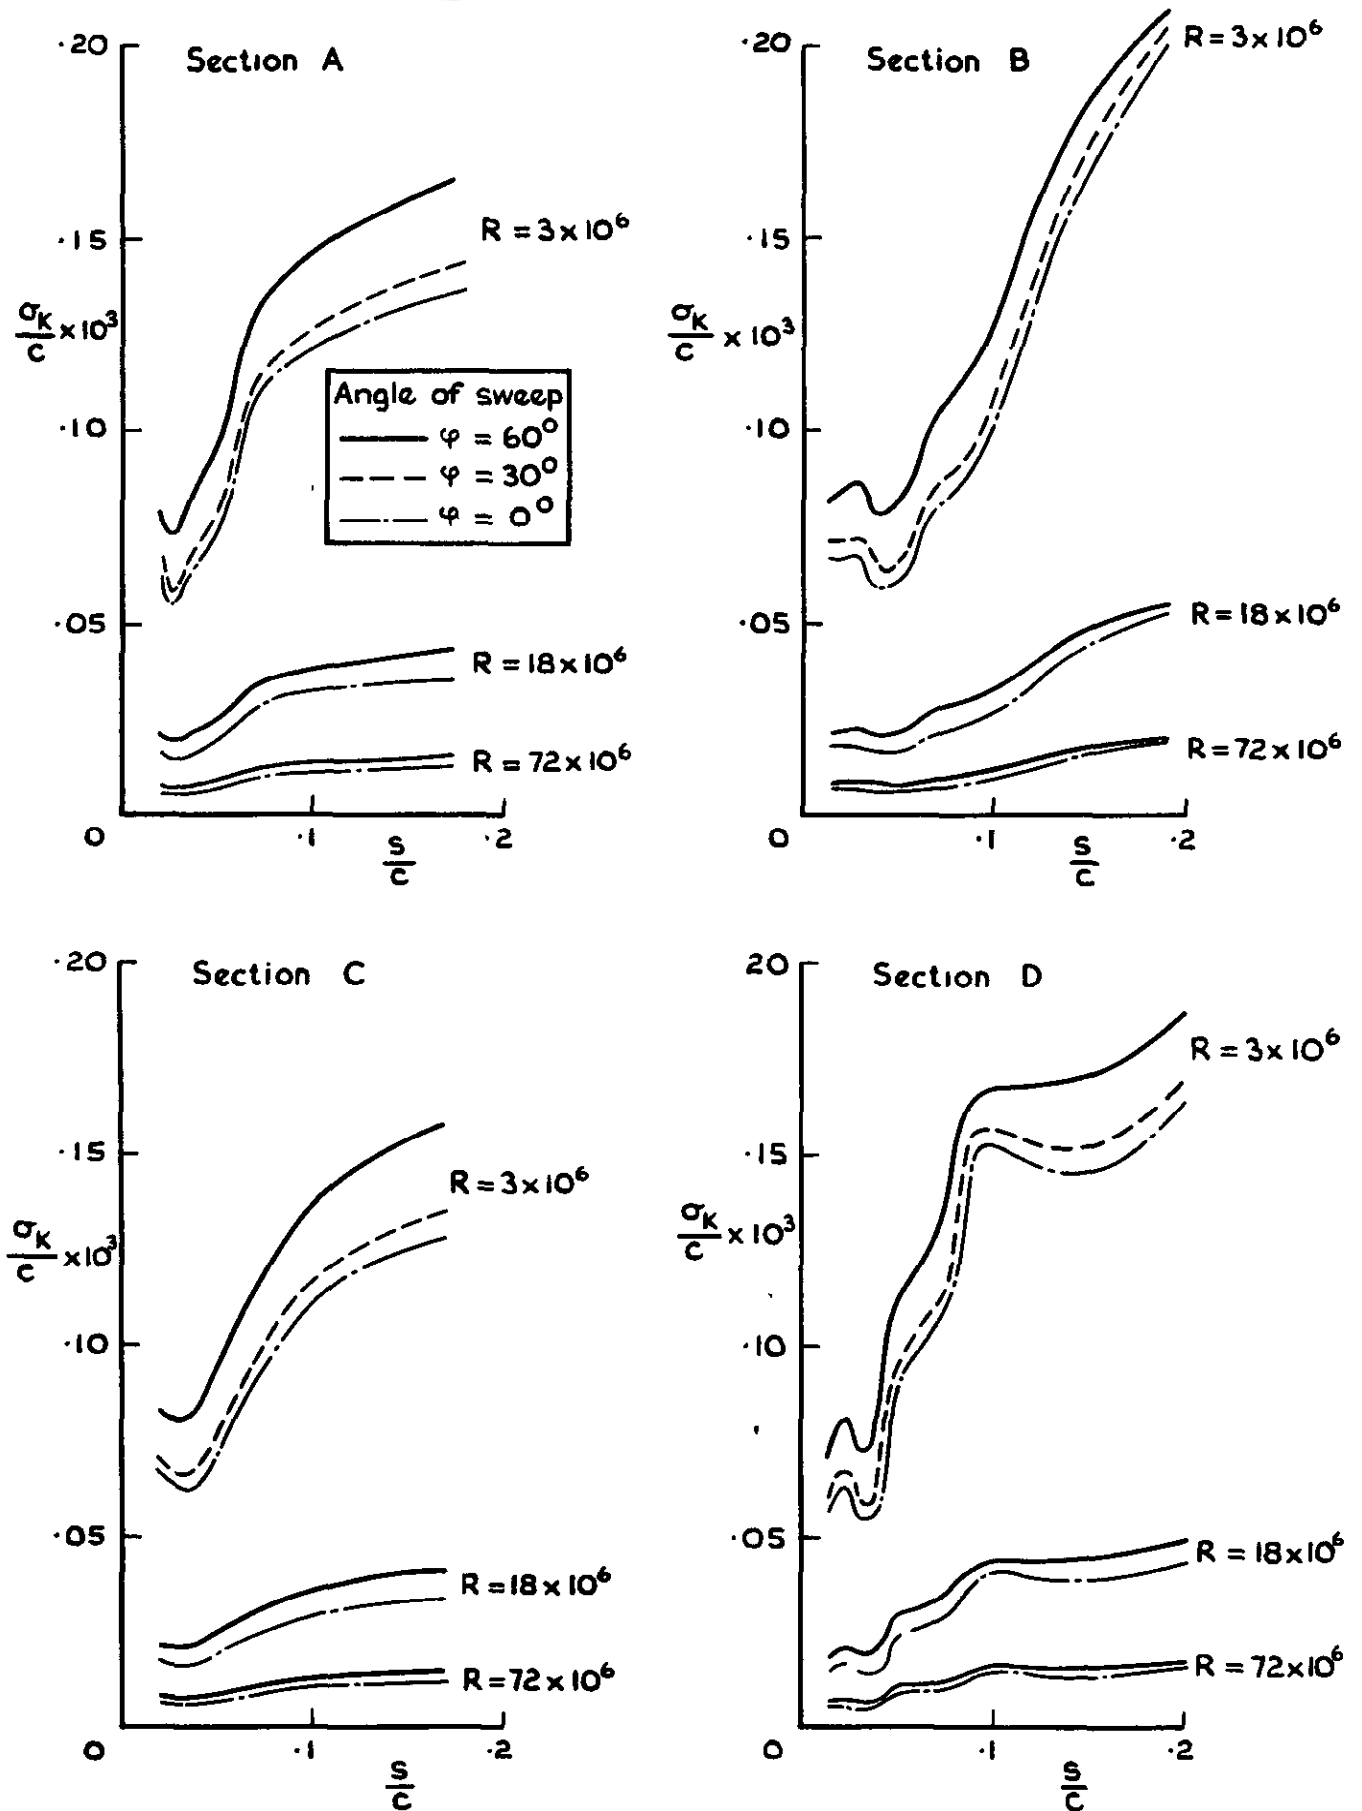 Section A
·20
·15
·10
·05
0
·1
·2
σK/c × 10³
s/c
R = 3 × 10⁶
R = 18 × 10⁶
R = 72 × 10⁶
Angle of sweep
φ = 60°
φ = 30°
φ = 0°
Section B
·20
·15
·10
·05
0
·1
·2
σK/c × 10³
s/c
R = 3 × 10⁶
R = 18 × 10⁶
R = 72 × 10⁶
Section C
·20
·15
·10
·05
0
·1
·2
σK/c × 10³
s/c
R = 3 × 10⁶
R = 18 × 10⁶
R = 72 × 10⁶
Section D
·20
·15
·10
·05
0
·1
·2
σK/c × 10³
s/c
R = 3 × 10⁶
R = 18 × 10⁶
R = 72 × 10⁶